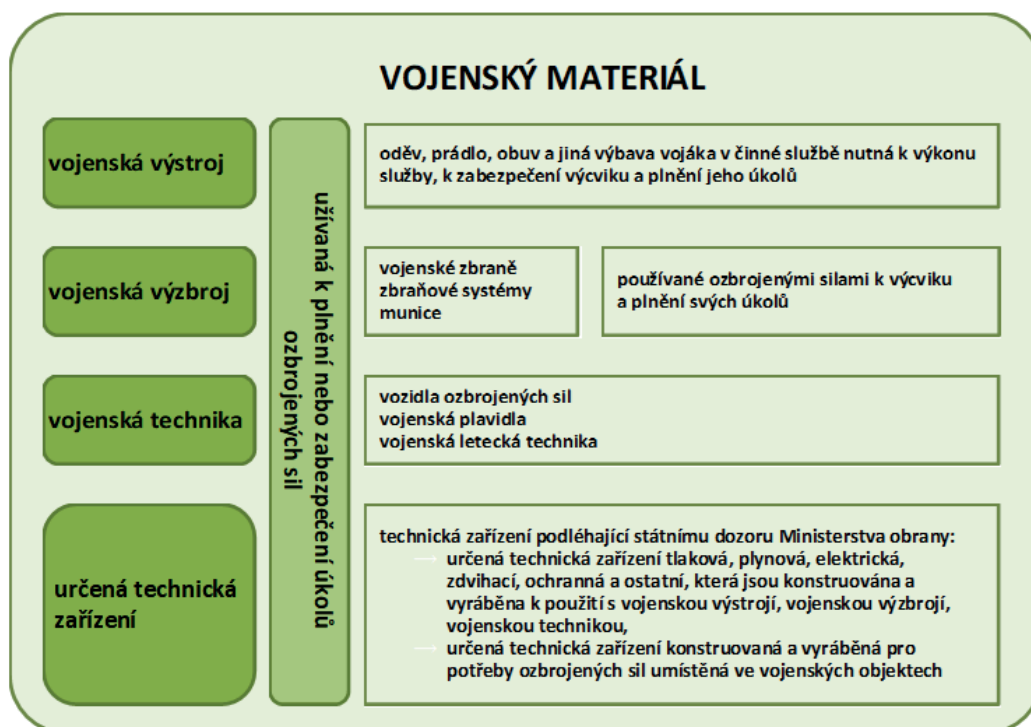 VOJENSKÝ MATERIÁL
vojenská výstroj
užívaná k plnění nebo zabezpečení úkolů
ozbrojených sil
oděv, prádlo, obuv a jiná výbava vojáka v činné službě nutná k výkonu
služby, k zabezpečení výcviku a plnění jeho úkolů
vojenská výzbroj
vojenské zbraně
zbraňové systémy
munice
používané ozbrojenými silami k výcviku
a plnění svých úkolů
vojenská technika
vozidla ozbrojených sil
vojenská plavidla
vojenská letecká technika
určená technická
zařízení
technická zařízení podléhající státnímu dozoru Ministerstva obrany:
→ určená technická zařízení tlaková, plynová, elektrická,
zdvihací, ochranná a ostatní, která jsou konstruována a
vyráběna k použití s vojenskou výstrojí, vojenskou výzbrojí,
vojenskou technikou,
→ určená technická zařízení konstruovaná a vyráběná pro
potřeby ozbrojených sil umístěná ve vojenských objektech